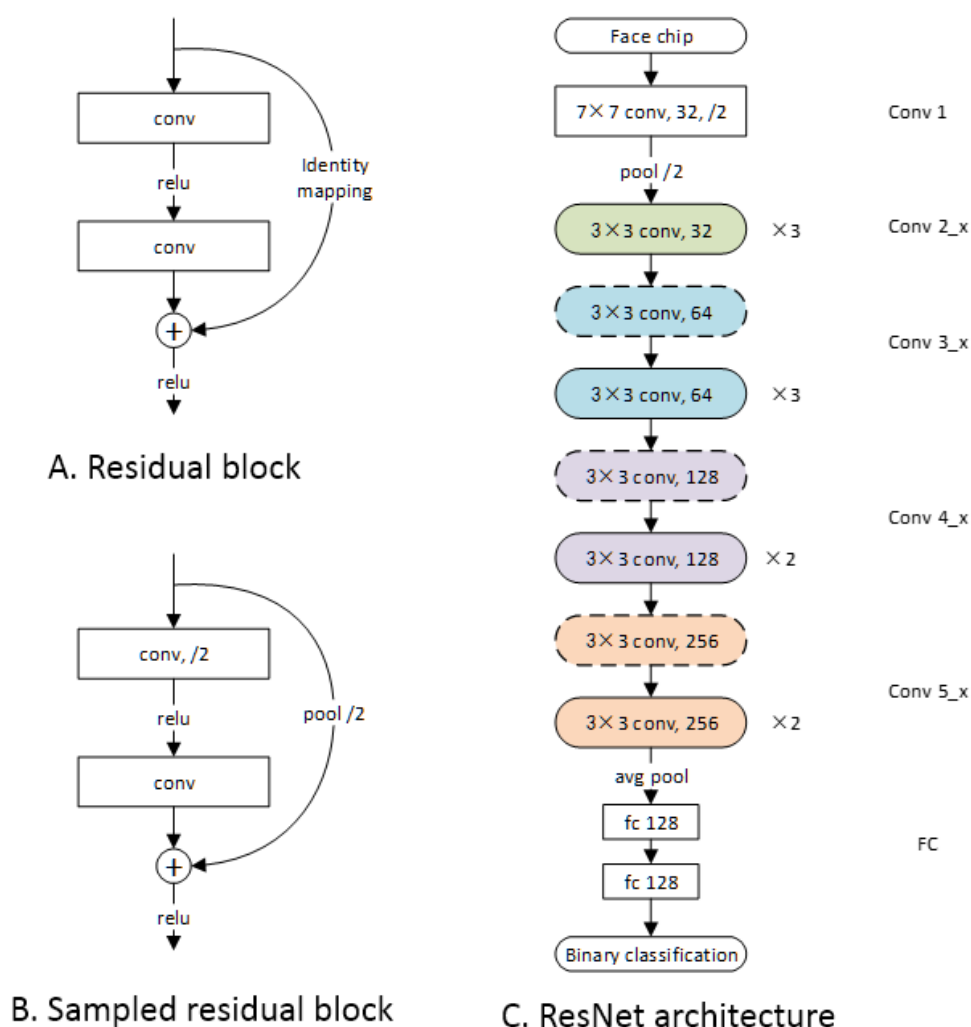 conv
relu
conv
Identity
mapping
+
relu
A. Residual block
conv, /2
relu
conv
pool /2
+
relu
B. Sampled residual block
Face chip
7×7 conv, 32, /2
Conv 1
pool /2
3×3 conv, 32
×3
Conv 2_x
3×3 conv, 64
Conv 3_x
3×3 conv, 64
×3
3×3 conv, 128
Conv 4_x
3×3 conv, 128
×2
3×3 conv, 256
Conv 5_x
3×3 conv, 256
×2
avg pool
fc 128
FC
fc 128
Binary classification
C. ResNet architecture